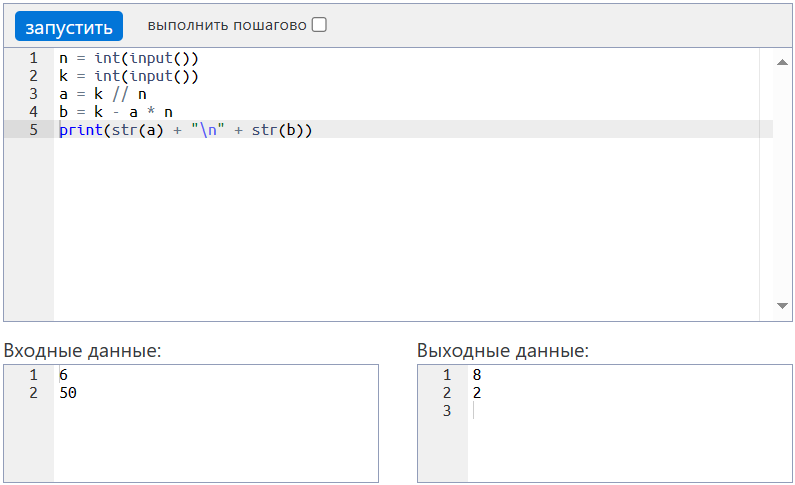 запустить выполнить пошагово
1 n = int(input())
2 k = int(input())
3 a = k // n
4 b = k - a * n
5 print(str(a) + "\n" + str(b))
Входные данные:
1 6
2 50
Выходные данные:
1 8
2 2
3